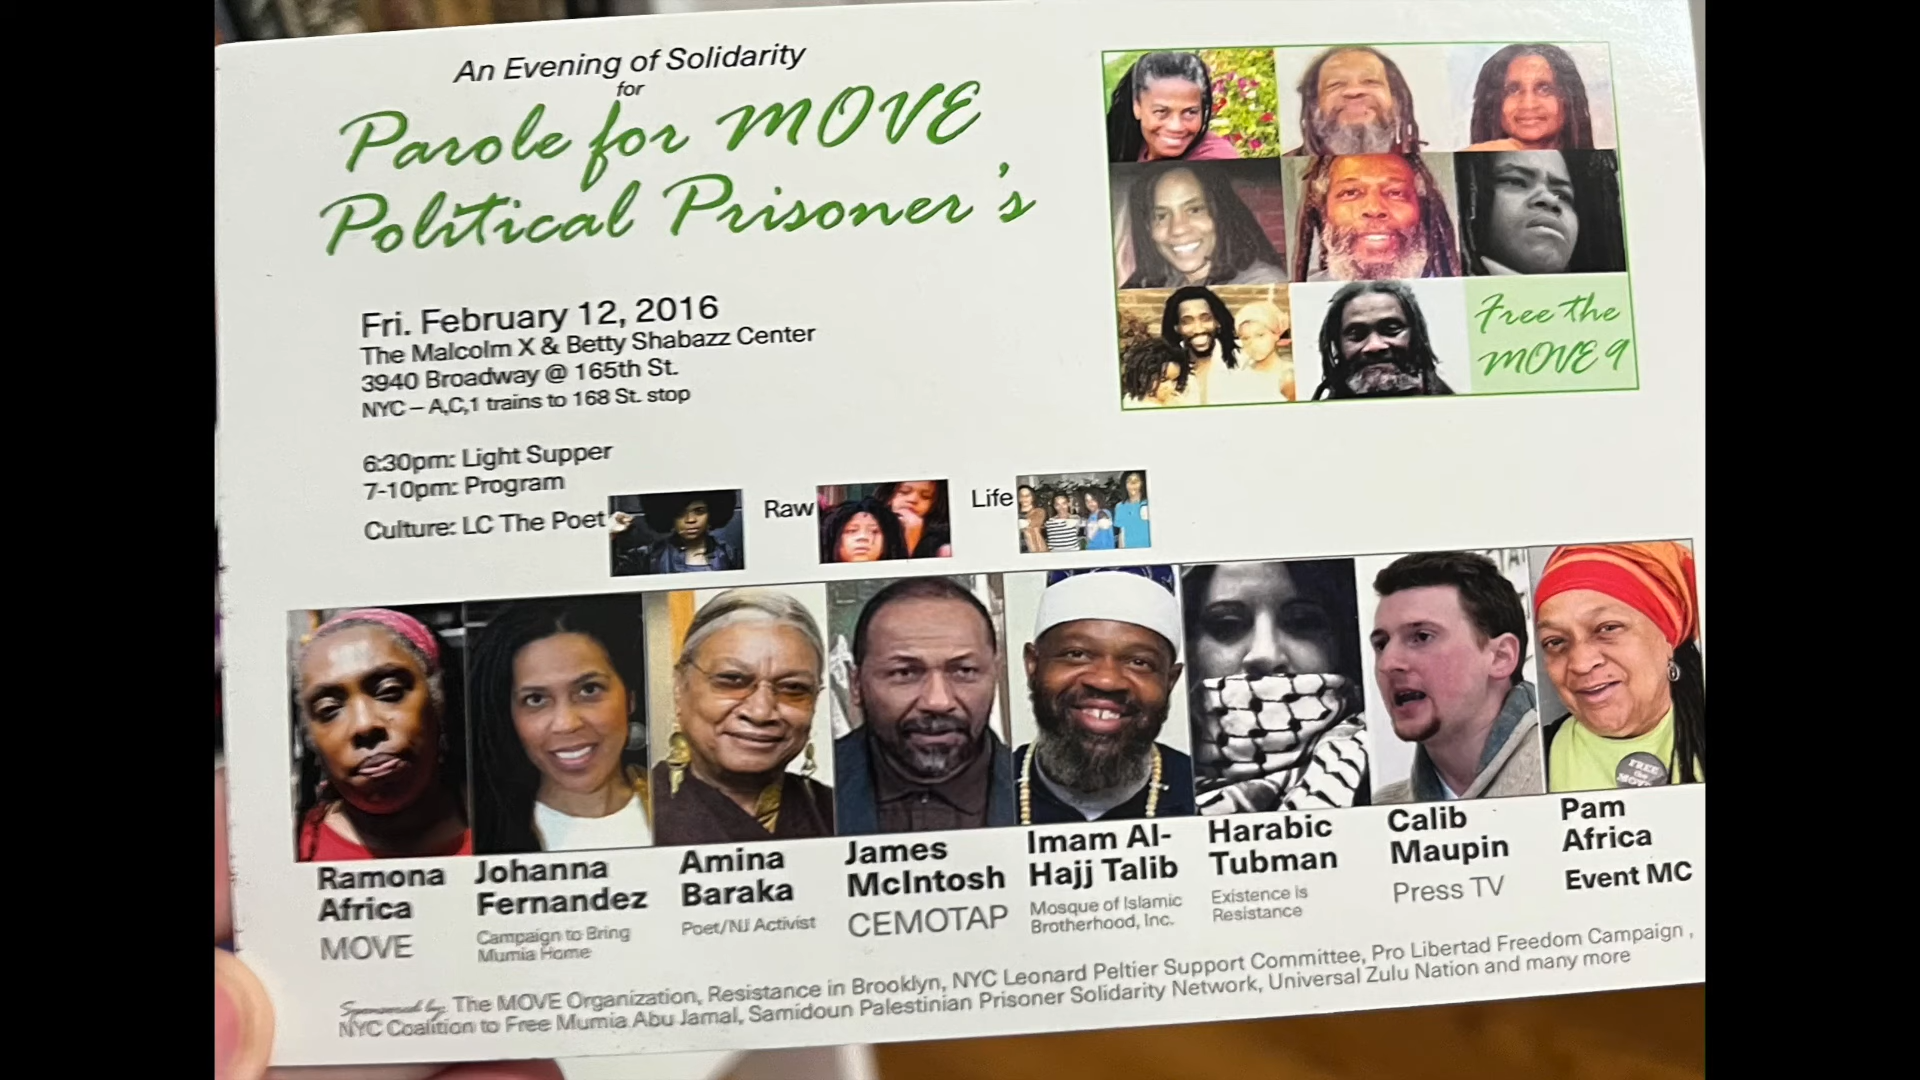 An Evening of Solidarity
for
Parole for MOVE
Political Prisoner's
Free the
MOVE 9
Fri. February 12, 2016
The Malcolm X & Betty Shabazz Center
3940 Broadway @ 165th St.
NYC – A,C,1 trains to 168 St. stop
6:30pm: Light Supper
7-10pm: Program
Culture: LC The Poet
Raw
Life
Ramona
Africa
MOVE
Johanna
Fernandez
Campaign to Bring
Mumia Home
Amina
Baraka
Poet/NJ Activist
James
McIntosh
CEMOTAP
Imam Al-
Hajj Talib
Mosque of Islamic
Brotherhood, Inc.
Harabic
Tubman
Existence is
Resistance
Calib
Maupin
Press TV
FREE
the
MOVE
Pam
Africa
Event MC
Sponsored by: The MOVE Organization, Resistance in Brooklyn, NYC Leonard Peltier Support Committee, Pro Libertad Freedom Campaign ,
NYC Coalition to Free Mumia Abu Jamal, Samidoun Palestinian Prisoner Solidarity Network, Universal Zulu Nation and many more